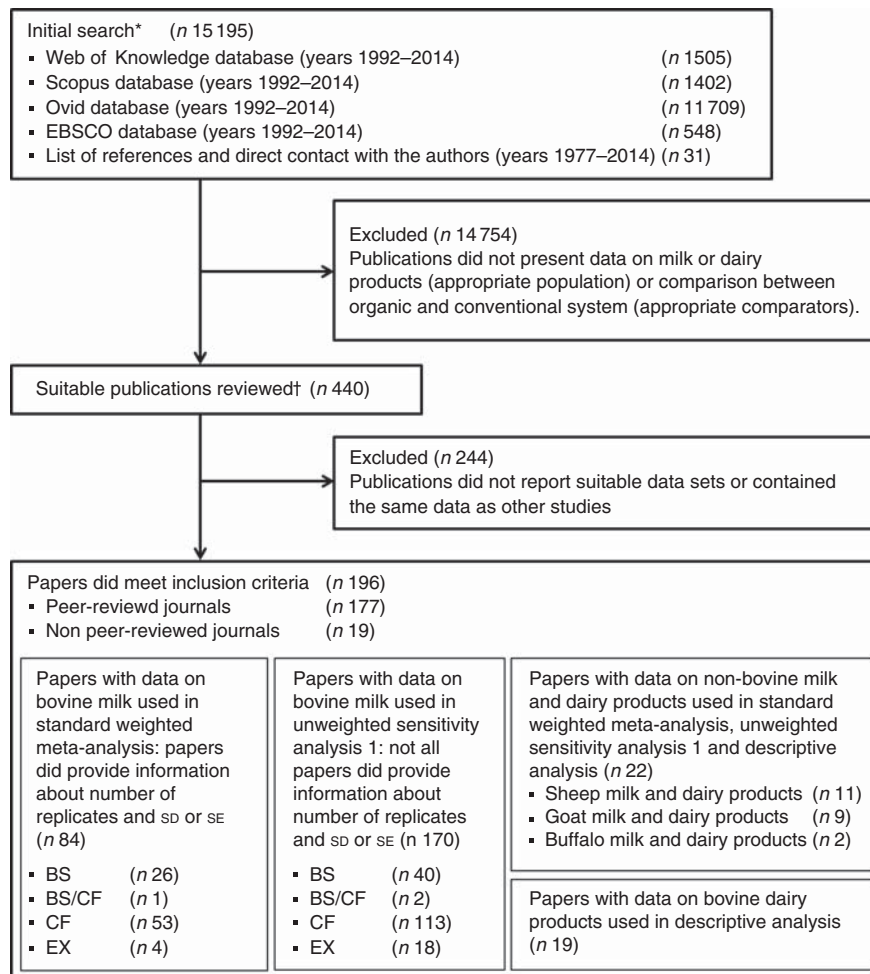 Initial search* (n 15 195)
▪ Web of Knowledge database (years 1992–2014) (n 1505)
▪ Scopus database (years 1992–2014) (n 1402)
▪ Ovid database (years 1992–2014) (n 11 709)
▪ EBSCO database (years 1992–2014) (n 548)
▪ List of references and direct contact with the authors (years 1977–2014) (n 31)
Excluded (n 14 754)
Publications did not present data on milk or dairy
products (appropriate population) or comparison between
organic and conventional system (appropriate comparators).
Suitable publications reviewed† (n 440)
Excluded (n 244)
Publications did not report suitable data sets or contained
the same data as other studies
Papers did meet inclusion criteria (n 196)
▪ Peer-reviewd journals (n 177)
▪ Non peer-reviewed journals (n 19)
Papers with data on
bovine milk used in
standard weighted
meta-analysis: papers
did provide information
about number of
replicates and SD or SE
(n 84)
▪ BS (n 26)
▪ BS/CF (n 1)
▪ CF (n 53)
▪ EX (n 4)
Papers with data on
bovine milk used in
unweighted sensitivity
analysis 1: not all
papers did provide
information about
number of replicates
and SD or SE (n 170)
▪ BS (n 40)
▪ BS/CF (n 2)
▪ CF (n 113)
▪ EX (n 18)
Papers with data on non-bovine milk
and dairy products used in standard
weighted meta-analysis, unweighted
sensitivity analysis 1 and descriptive
analysis (n 22)
▪ Sheep milk and dairy products (n 11)
▪ Goat milk and dairy products (n 9)
▪ Buffalo milk and dairy products (n 2)
Papers with data on bovine dairy
products used in descriptive analysis
(n 19)